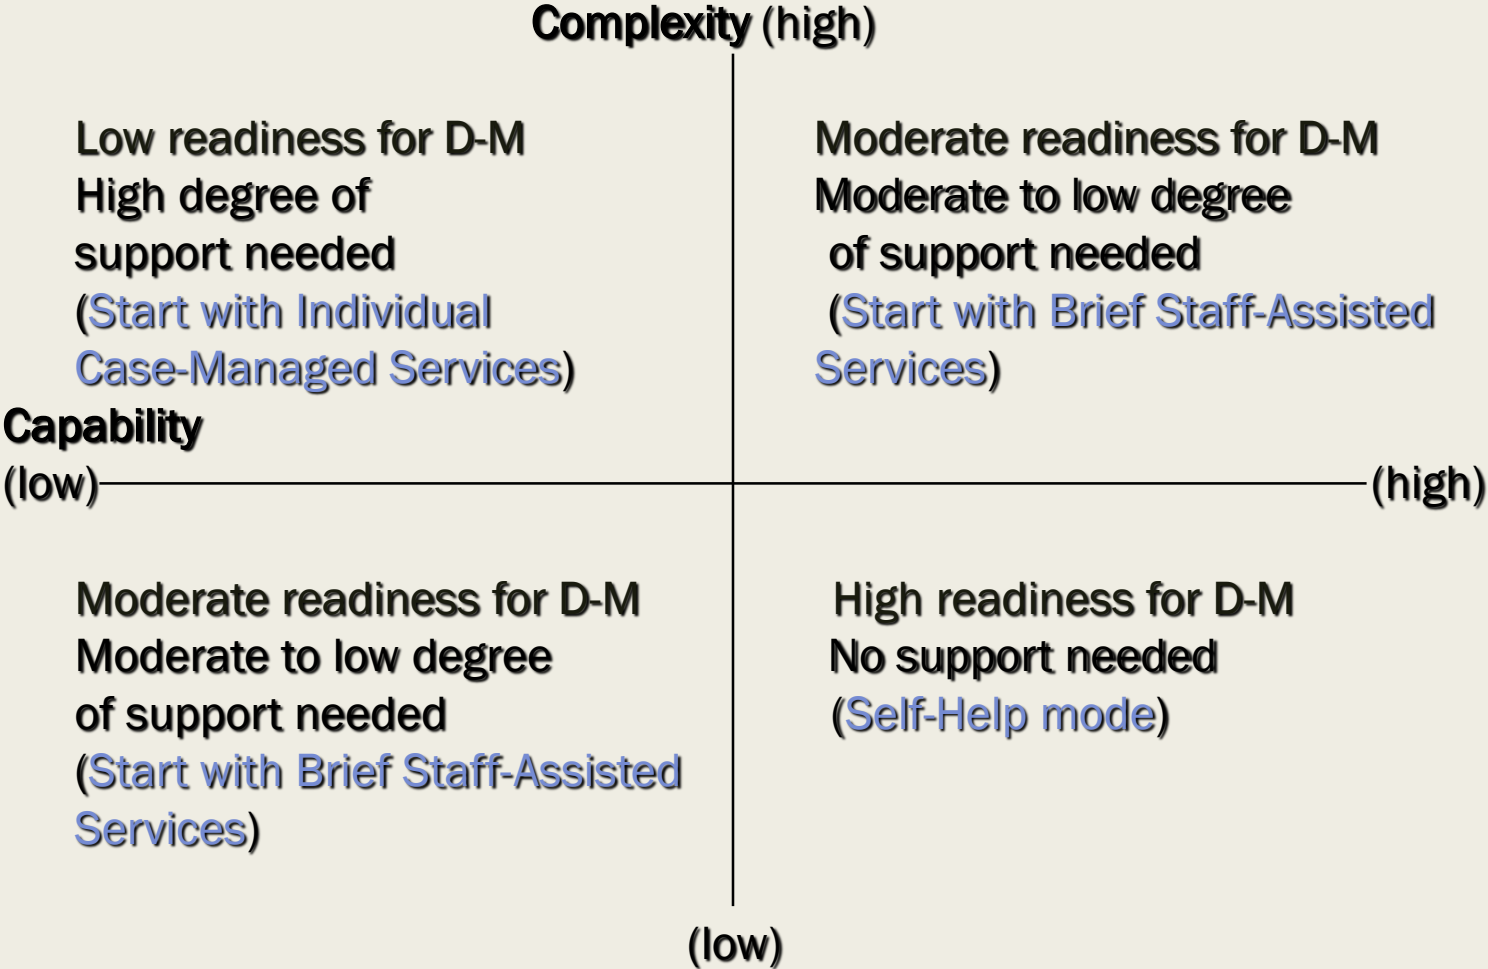 Complexity (high)
Low readiness for D-M
High degree of
support needed
(Start with Individual
Case-Managed Services)
Moderate readiness for D-M
Moderate to low degree
of support needed
(Start with Brief Staff-Assisted
Services)
Capability
(low)
(high)
Moderate readiness for D-M
Moderate to low degree
of support needed
(Start with Brief Staff-Assisted
Services)
High readiness for D-M
No support needed
(Self-Help mode)
(low)